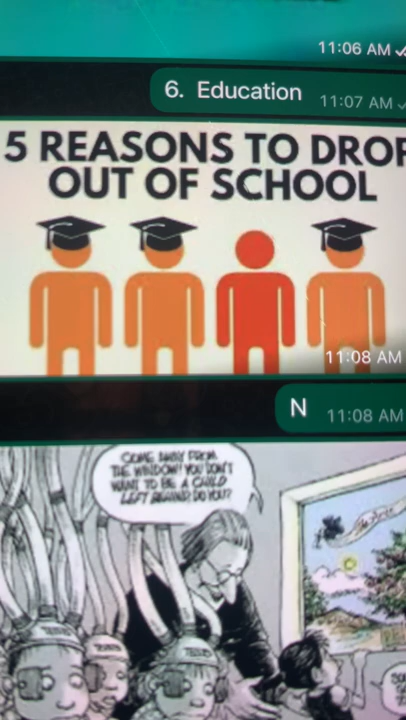 11:06 AM
6. Education 11:07 AM
5 REASONS TO DROP
OUT OF SCHOOL
11:08 AM
N 11:08 AM
COME AWAY FROM
THE WINDOW! YOU DON'T
WANT TO BE A CHILD
LEFT BEHIND DO YOU?